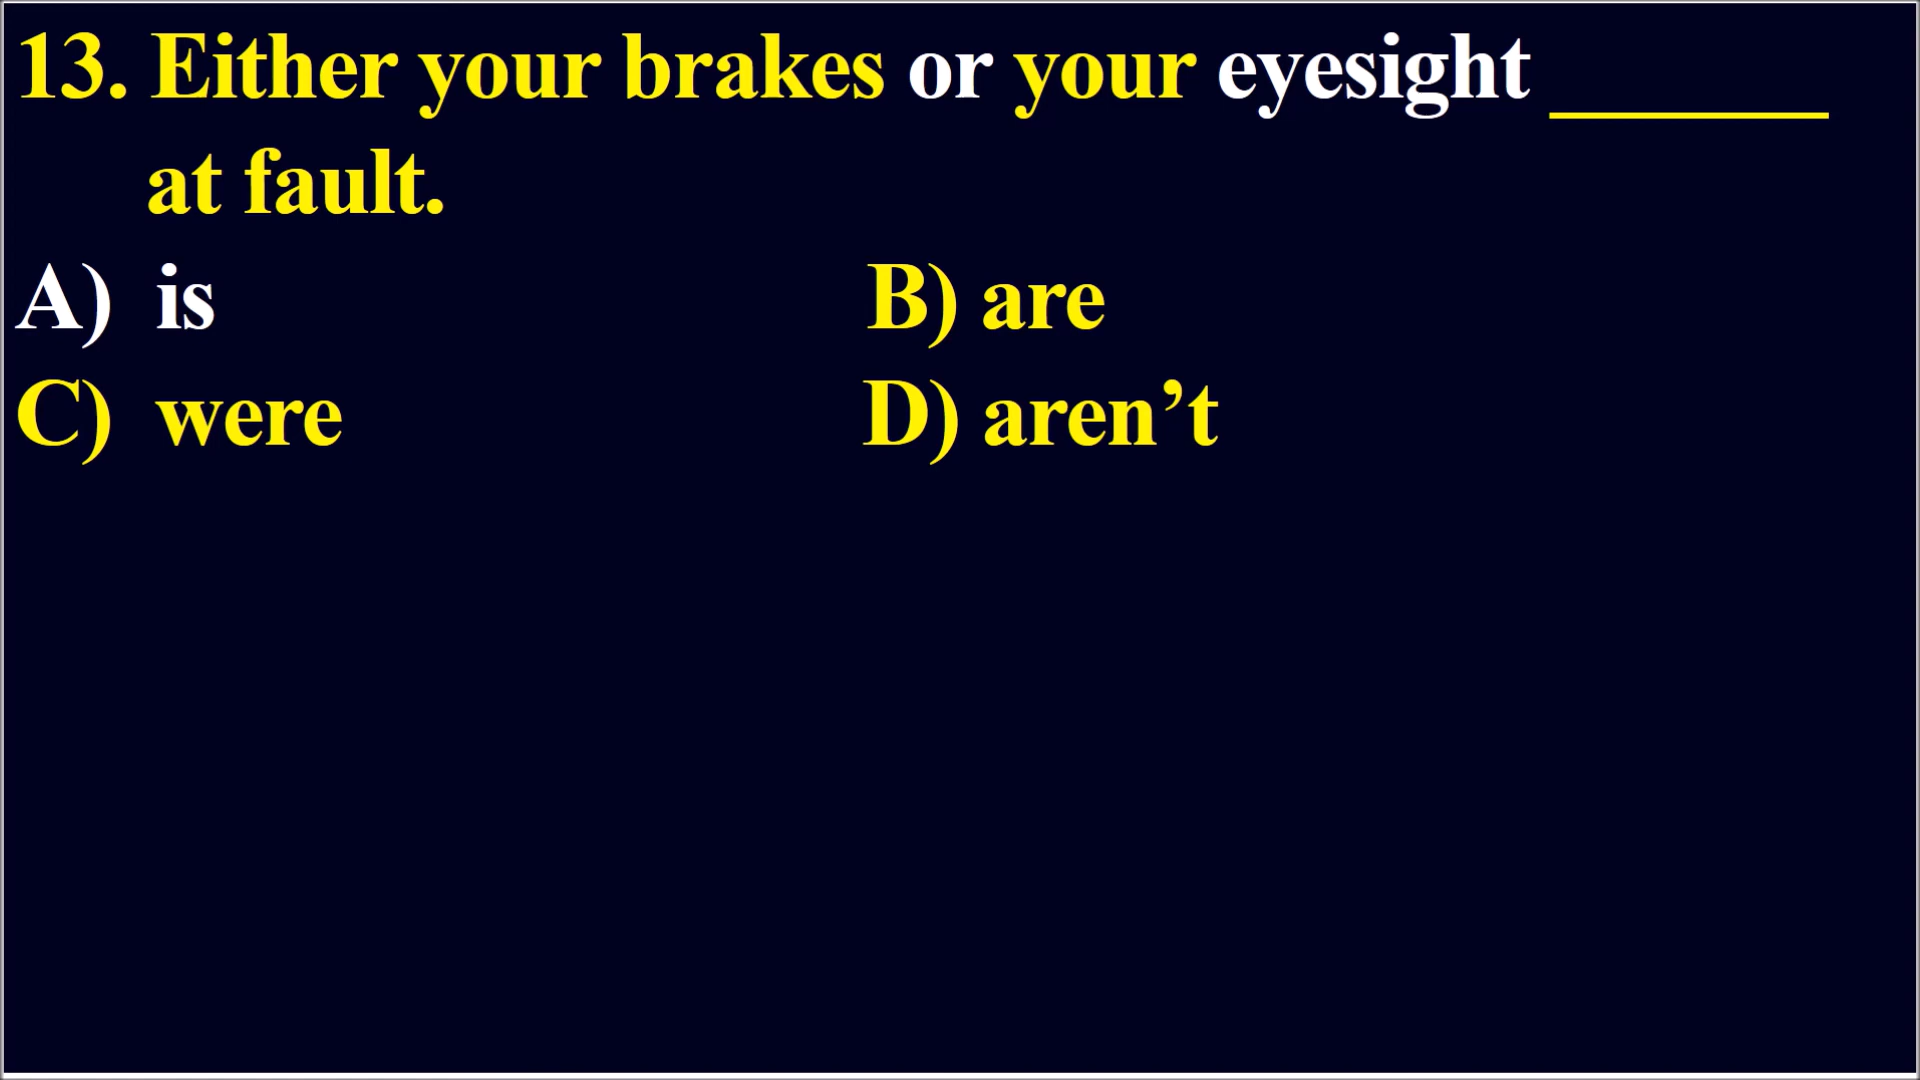 13. Either your brakes or your eyesight ______
at fault.
A) is B) are
C) were D) aren’t